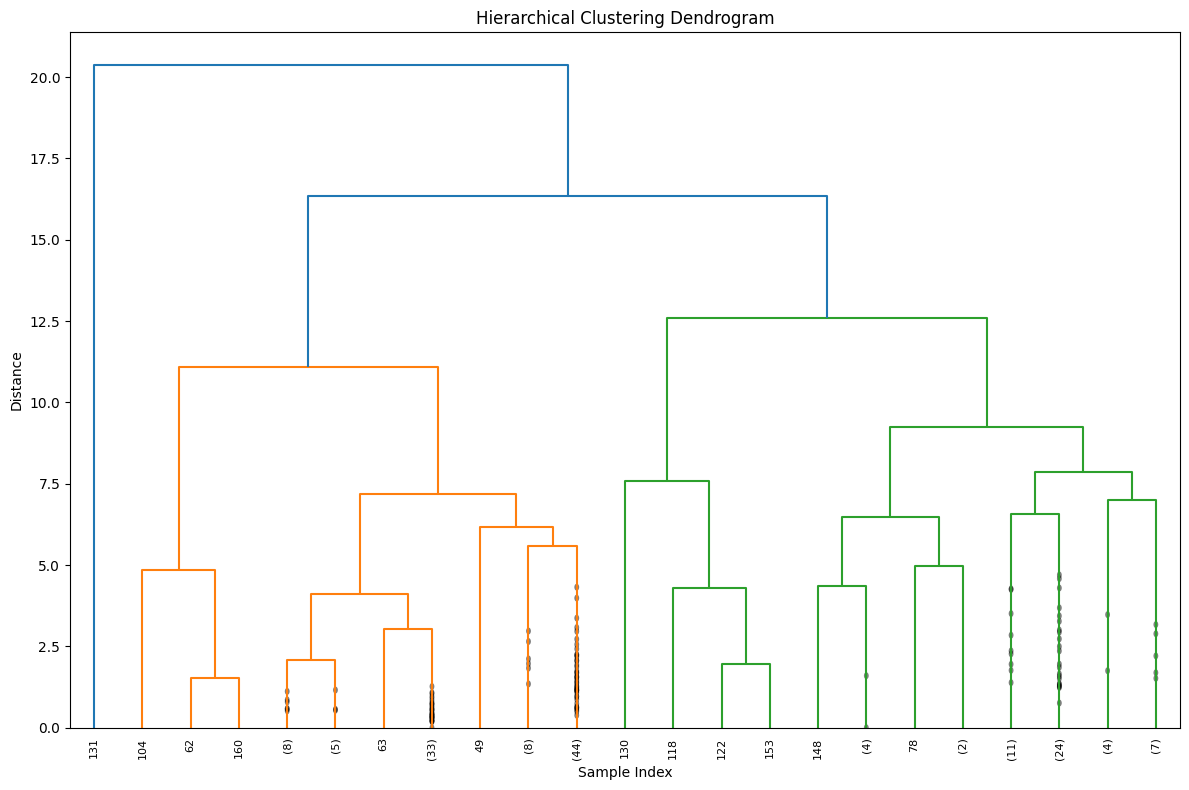 Hierarchical Clustering Dendrogram
Distance
20.0
17.5
15.0
12.5
10.0
7.5
5.0
2.5
0.0
131 104 62 160 (8) (5) 63 (33) 49 (8) (44) 130 118 122 153 148 (4) 78 (2) (11) (24) (4) (7)
Sample Index